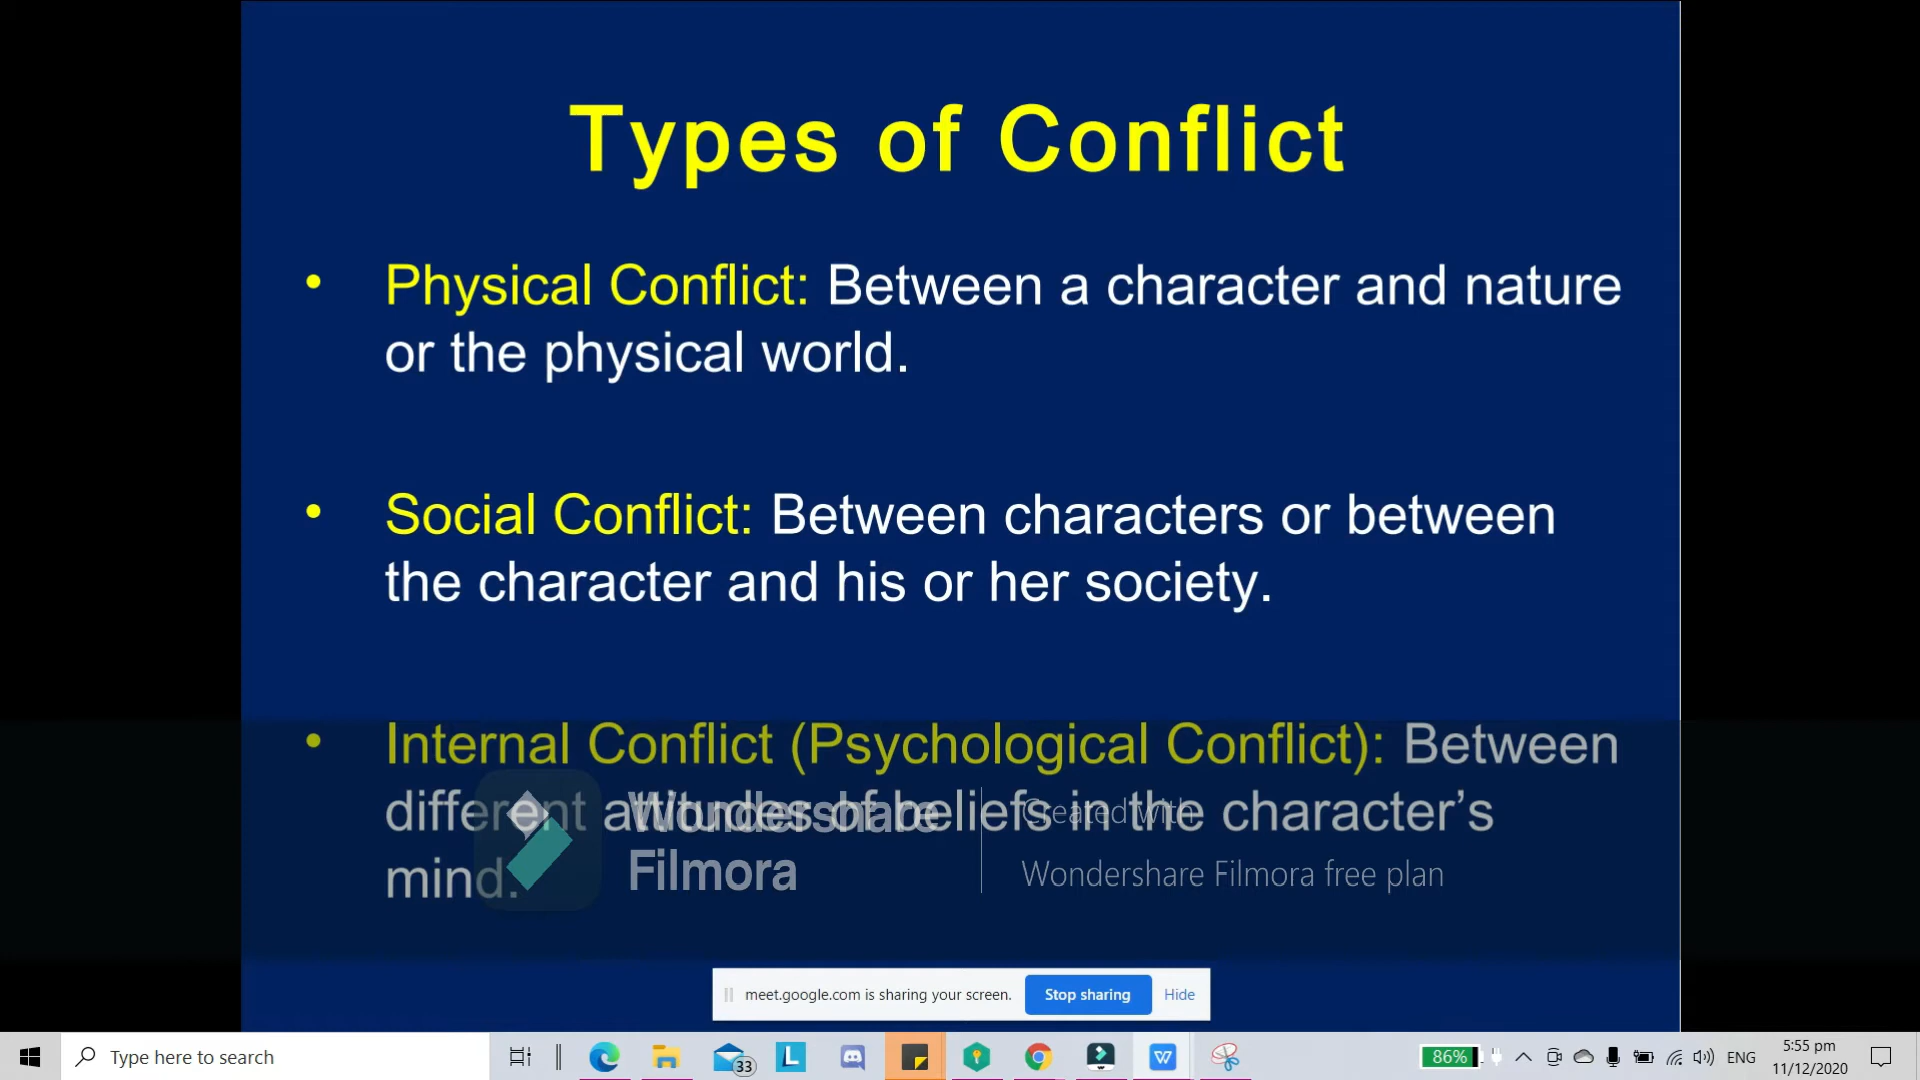 Types of Conflict
• Physical Conflict: Between a character and nature
or the physical world.
• Social Conflict: Between characters or between
the character and his or her society.
• Internal Conflict (Psychological Conflict): Between
different attitudes of beliefs in the character's
mind.
Wondershare
Filmora
Created with
Wondershare Filmora free plan
meet.google.com is sharing your screen.
Stop sharing
Hide
Type here to search
33
86%
ENG
5:55 pm
11/12/2020